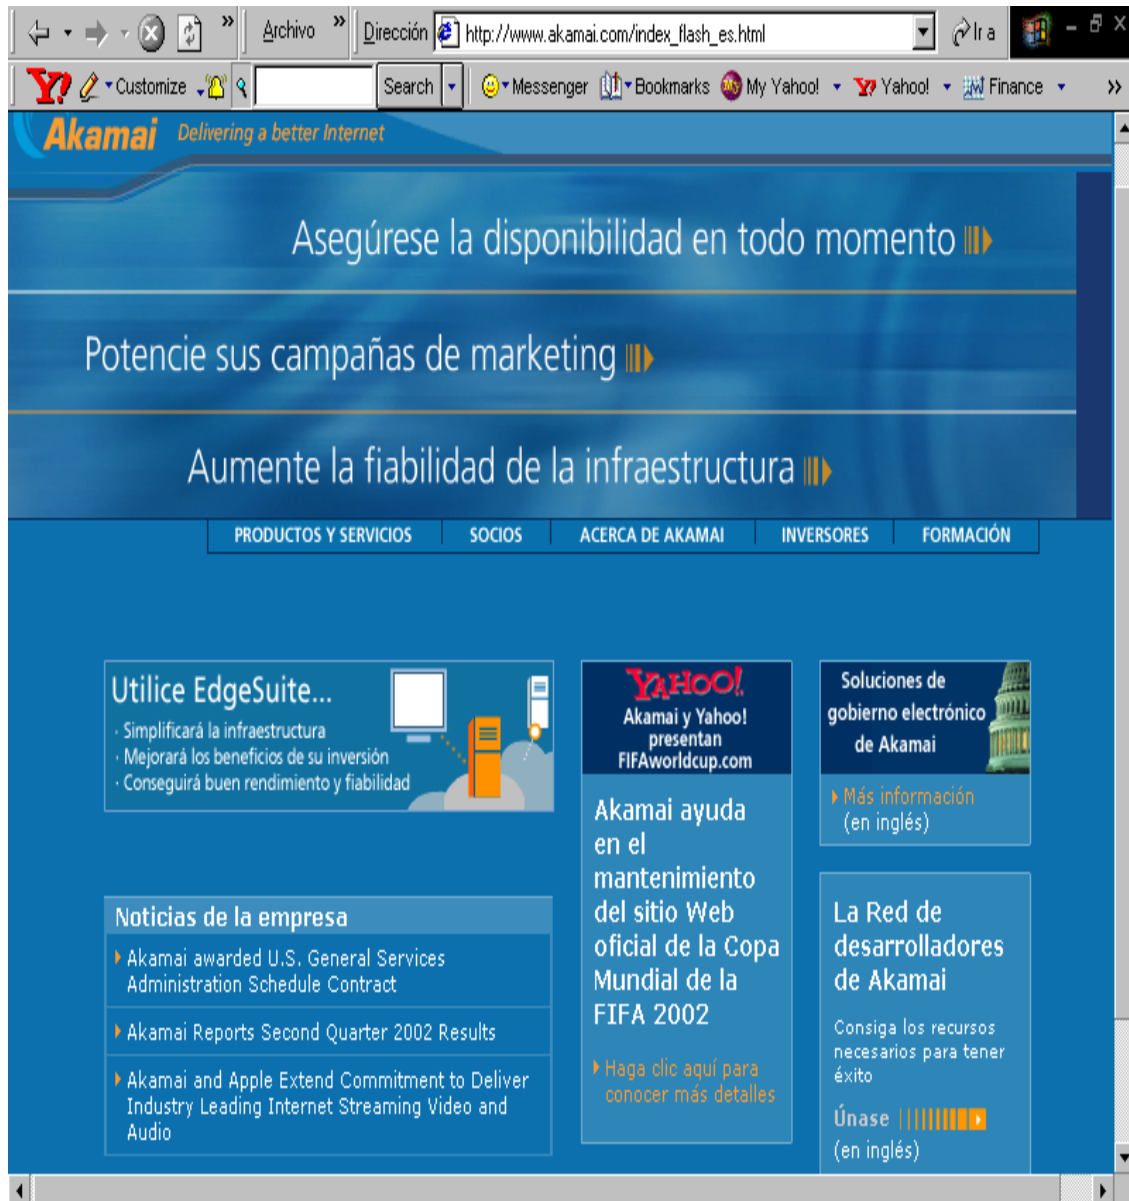 Archivo
Dirección http://www.akamai.com/index_flash_es.html Ir a
Y! Customize Search Messenger Bookmarks My Yahoo! Yahoo! Finance
Akamai Delivering a better Internet
Asegúrese la disponibilidad en todo momento
Potencie sus campañas de marketing
Aumente la fiabilidad de la infraestructura
PRODUCTOS Y SERVICIOS SOCIOS ACERCA DE AKAMAI INVERSORES FORMACIÓN
Utilice EdgeSuite...
· Simplificará la infraestructura
· Mejorará los beneficios de su inversión
· Conseguirá buen rendimiento y fiabilidad
Noticias de la empresa
Akamai awarded U.S. General Services
Administration Schedule Contract
Akamai Reports Second Quarter 2002 Results
Akamai and Apple Extend Commitment to Deliver
Industry Leading Internet Streaming Video and
Audio
YAHOO!
Akamai y Yahoo!
presentan
FIFAworldcup.com
Akamai ayuda
en el
mantenimiento
del sitio Web
oficial de la Copa
Mundial de la
FIFA 2002
Haga clic aquí para
conocer más detalles
Soluciones de
gobierno electrónico
de Akamai
Más información
(en inglés)
La Red de
desarrolladores
de Akamai
Consiga los recursos
necesarios para tener
éxito
Únase
(en inglés)